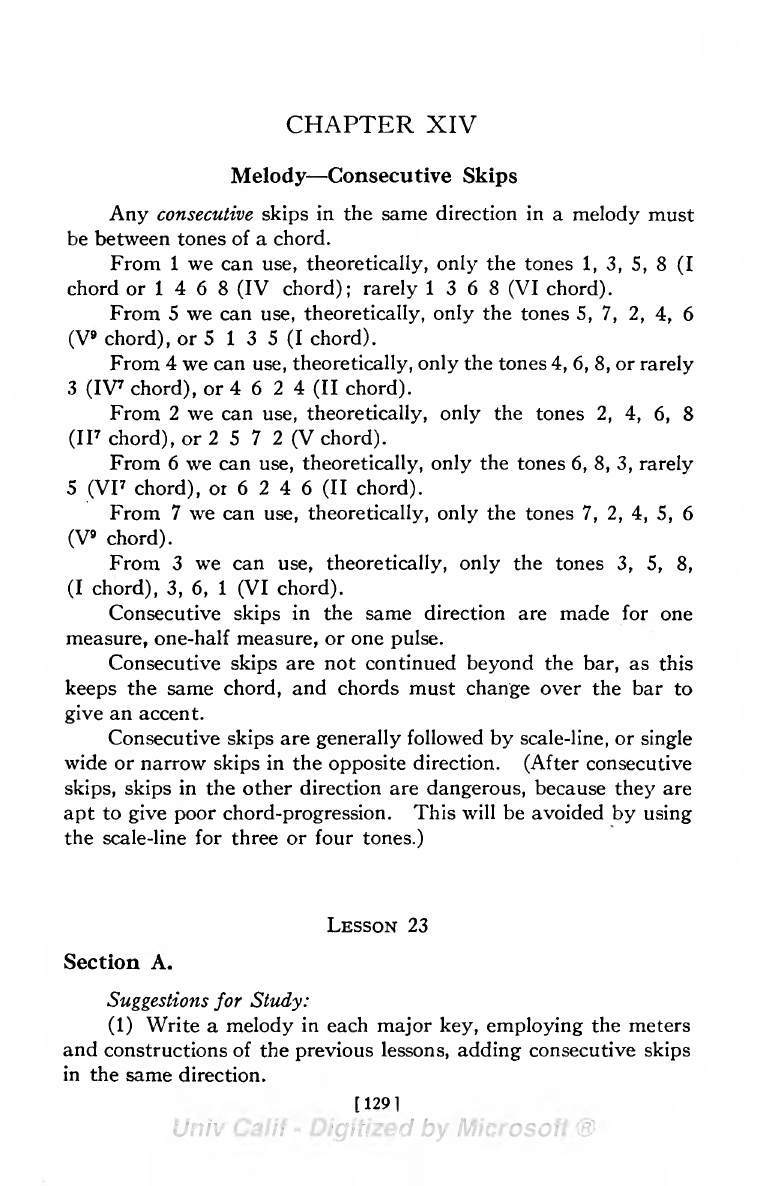 CHAPTER XIV
Melody—Consecutive Skips
Any consecutive skips in the same direction in a melody must
be between tones of a chord.
From 1 we can use, theoretically, only the tones 1, 3, 5, 8 (I
chord or 1 4 6 8 (IV chord); rarely 1 3 6 8 (VI chord).
From 5 we can use, theoretically, only the tones 5, 7, 2, 4, 6
(V⁹ chord), or 5 1 3 5 (I chord).
From 4 we can use, theoretically, only the tones 4, 6, 8, or rarely
3 (IV⁷ chord), or 4 6 2 4 (II chord).
From 2 we can use, theoretically, only the tones 2, 4, 6, 8
(II⁷ chord), or 2 5 7 2 (V chord).
From 6 we can use, theoretically, only the tones 6, 8, 3, rarely
5 (VI⁷ chord), or 6 2 4 6 (II chord).
From 7 we can use, theoretically, only the tones 7, 2, 4, 5, 6
(V⁹ chord).
From 3 we can use, theoretically, only the tones 3, 5, 8,
(I chord), 3, 6, 1 (VI chord).
Consecutive skips in the same direction are made for one
measure, one-half measure, or one pulse.
Consecutive skips are not continued beyond the bar, as this
keeps the same chord, and chords must change over the bar to
give an accent.
Consecutive skips are generally followed by scale-line, or single
wide or narrow skips in the opposite direction. (After consecutive
skips, skips in the other direction are dangerous, because they are
apt to give poor chord-progression. This will be avoided by using
the scale-line for three or four tones.)
LESSON 23
Section A.
Suggestions for Study:
(1) Write a melody in each major key, employing the meters
and constructions of the previous lessons, adding consecutive skips
in the same direction.
[129]
Univ Calif - Digitized by Microsoft ®